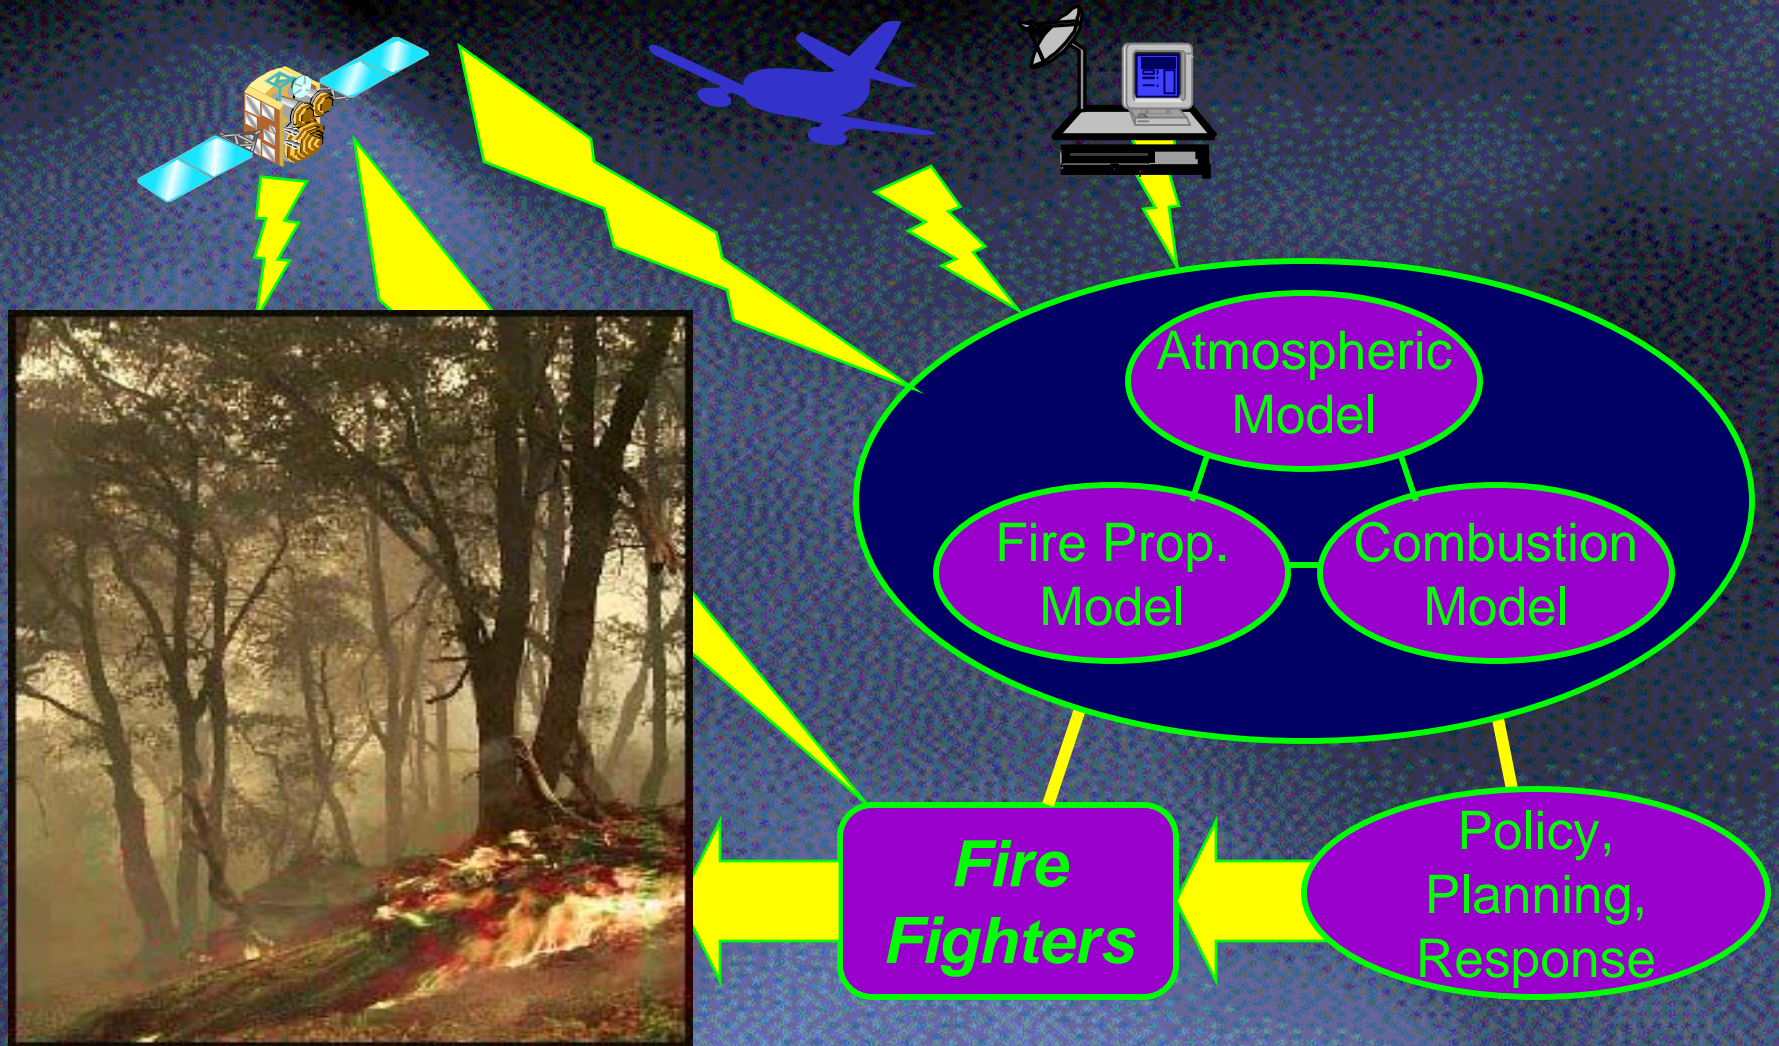 Atmospheric
Model
Fire Prop.
Model
Combustion
Model
Fire
Fighters
Policy,
Planning,
Response